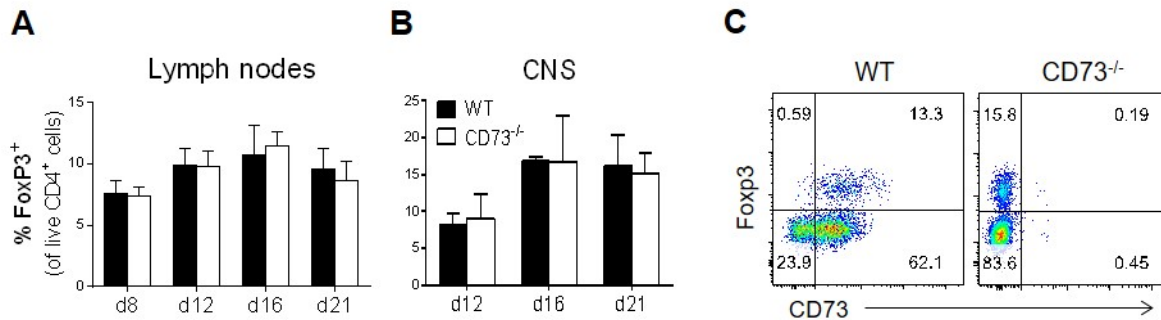 A
Lymph nodes
% FoxP3⁺
(of live CD4⁺ cells)
15
10
5
0
d8
d12
d16
d21
B
CNS
25
20
15
10
5
0
WT
CD73⁻/⁻
d12
d16
d21
C
WT
CD73⁻/⁻
Foxp3
0.59
13.3
23.9
62.1
15.8
0.19
83.6
0.45
CD73